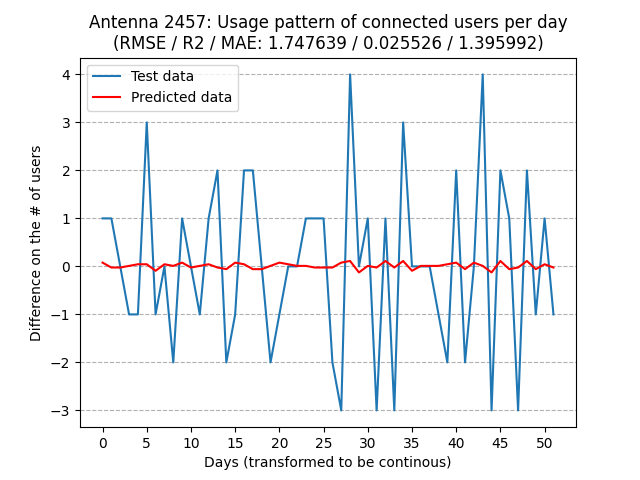 Antenna 2457: Usage pattern of connected users per day
(RMSE / R2 / MAE: 1.747639 / 0.025526 / 1.395992)
Test data
Predicted data
Difference on the # of users
4
3
2
1
0
−1
−2
−3
0 5 10 15 20 25 30 35 40 45 50
Days (transformed to be continous)